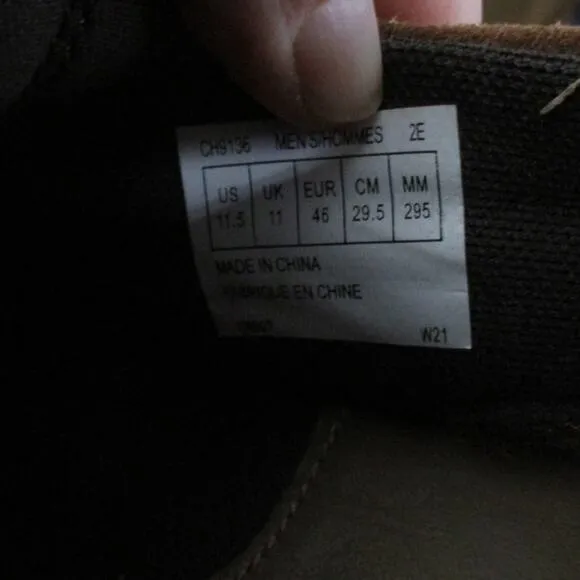 CH9136 MEN'S/HOMMES 2E
US UK EUR CM MM
11.5 11 46 29.5 295
MADE IN CHINA
FABRIQUE EN CHINE
W21